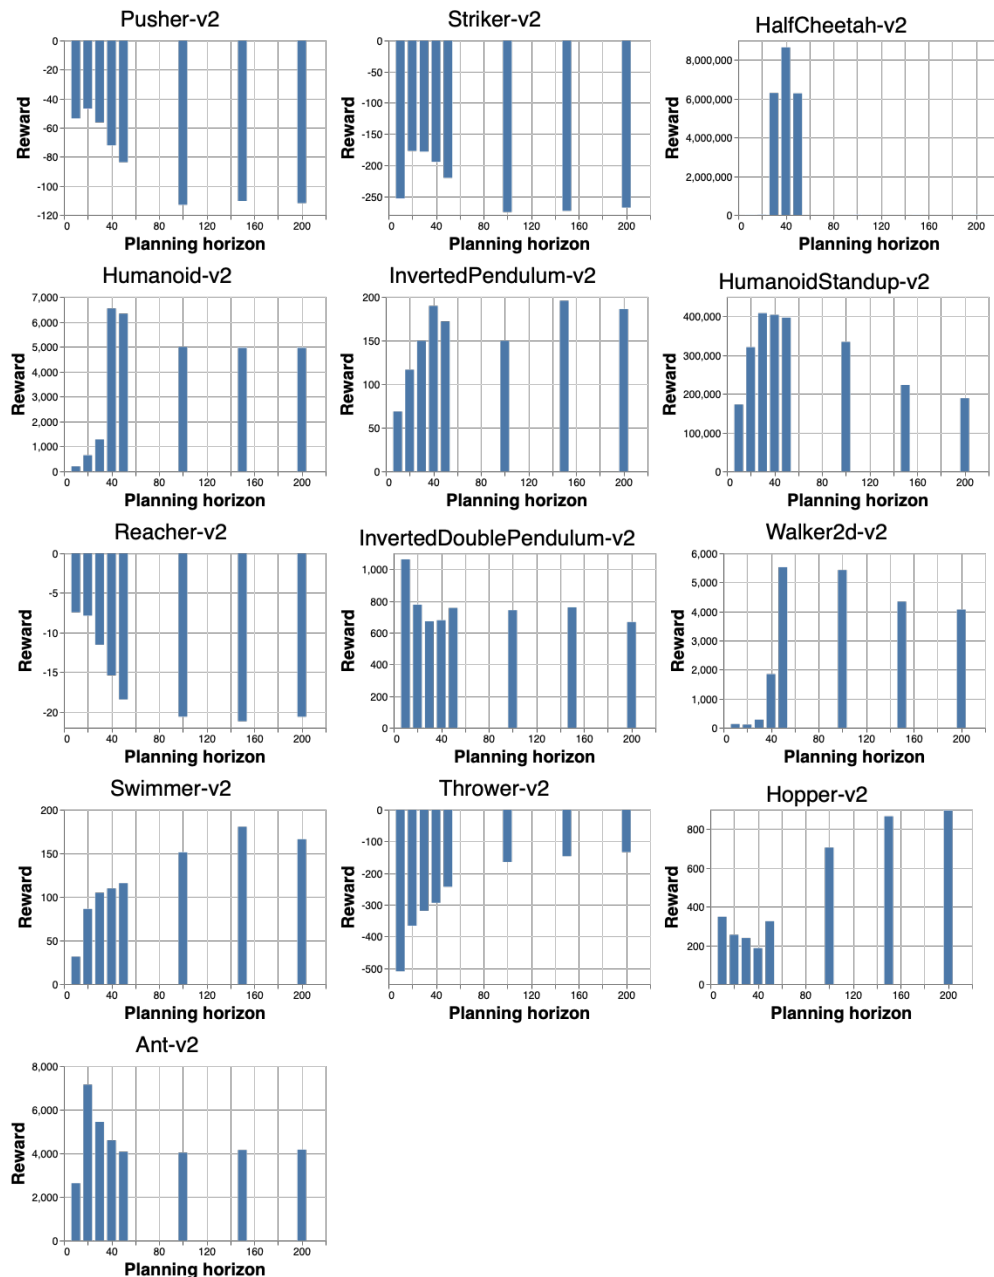 Pusher-v2
0
-20
-40
-60
-80
-100
-120
Reward
0 40 80 120 160 200
Planning horizon
Striker-v2
0
-50
-100
-150
-200
-250
Reward
0 40 80 120 160 200
Planning horizon
HalfCheetah-v2
8,000,000
6,000,000
4,000,000
2,000,000
0
Reward
0 40 80 120 160 200
Planning horizon
Humanoid-v2
7,000
6,000
5,000
4,000
3,000
2,000
1,000
0
Reward
0 40 80 120 160 200
Planning horizon
InvertedPendulum-v2
200
150
100
50
0
Reward
0 40 80 120 160 200
Planning horizon
HumanoidStandup-v2
400,000
300,000
200,000
100,000
0
Reward
0 40 80 120 160 200
Planning horizon
Reacher-v2
0
-5
-10
-15
-20
Reward
0 40 80 120 160 200
Planning horizon
InvertedDoublePendulum-v2
1,000
800
600
400
200
0
Reward
0 40 80 120 160 200
Planning horizon
Walker2d-v2
6,000
5,000
4,000
3,000
2,000
1,000
0
Reward
0 40 80 120 160 200
Planning horizon
Swimmer-v2
200
150
100
50
0
Reward
0 40 80 120 160 200
Planning horizon
Thrower-v2
0
-100
-200
-300
-400
-500
Reward
0 40 80 120 160 200
Planning horizon
Hopper-v2
800
600
400
200
0
Reward
0 40 80 120 160 200
Planning horizon
Ant-v2
8,000
6,000
4,000
2,000
0
Reward
0 40 80 120 160 200
Planning horizon